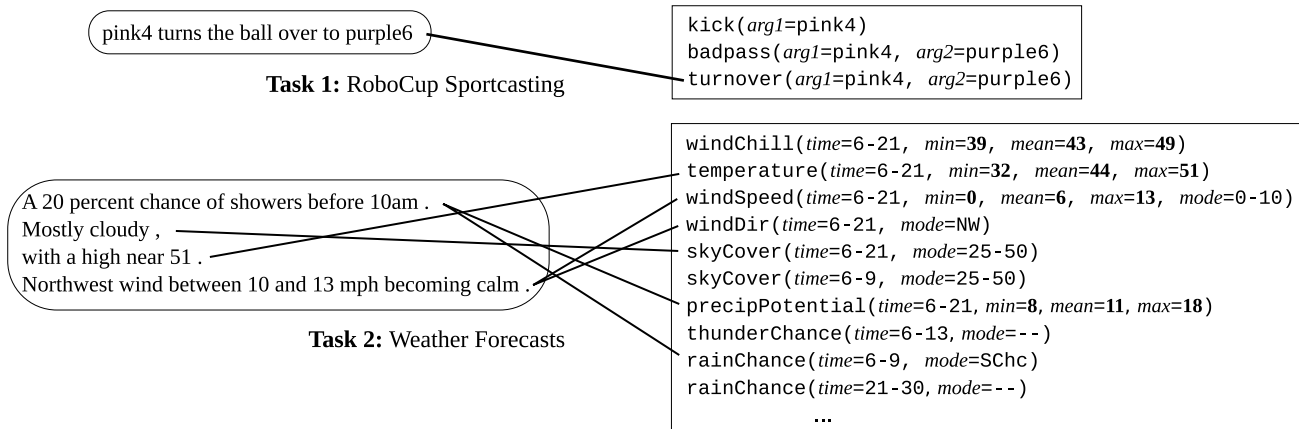 pink4 turns the ball over to purple6
Task 1: RoboCup Sportcasting
kick(arg1=pink4)
badpass(arg1=pink4, arg2=purple6)
turnover(arg1=pink4, arg2=purple6)
A 20 percent chance of showers before 10am .
Mostly cloudy ,
with a high near 51 .
Northwest wind between 10 and 13 mph becoming calm .
Task 2: Weather Forecasts
windChill(time=6-21, min=39, mean=43, max=49)
temperature(time=6-21, min=32, mean=44, max=51)
windSpeed(time=6-21, min=0, mean=6, max=13, mode=0-10)
windDir(time=6-21, mode=NW)
skyCover(time=6-21, mode=25-50)
skyCover(time=6-9, mode=25-50)
precipPotential(time=6-21, min=8, mean=11, max=18)
thunderChance(time=6-13, mode=--)
rainChance(time=6-9, mode=SChc)
rainChance(time=21-30, mode=--)
...